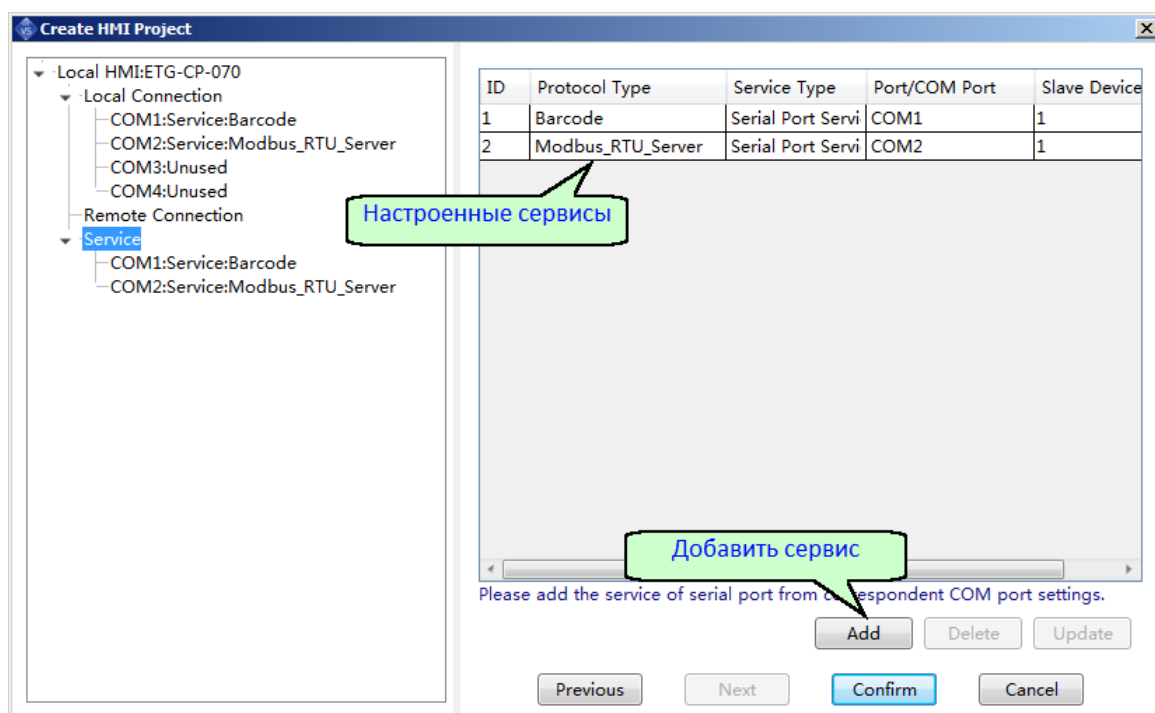 Create HMI Project
Local HMI:ETG-CP-070
Local Connection
COM1:Service:Barcode
COM2:Service:Modbus_RTU_Server
COM3:Unused
COM4:Unused
Remote Connection
Service
COM1:Service:Barcode
COM2:Service:Modbus_RTU_Server
ID Protocol Type Service Type Port/COM Port Slave Device
1 Barcode Serial Port Servi COM1 1
2 Modbus_RTU_Server Serial Port Servi COM2 1
Настроенные сервисы
Добавить сервис
Please add the service of serial port from correspondent COM port settings.
Add Delete Update
Previous Next Confirm Cancel